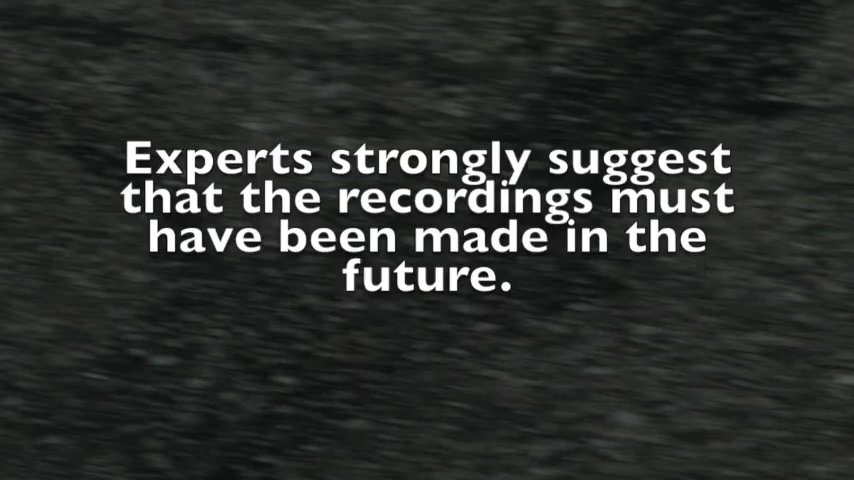 Experts strongly suggest
that the recordings must
have been made in the
future.